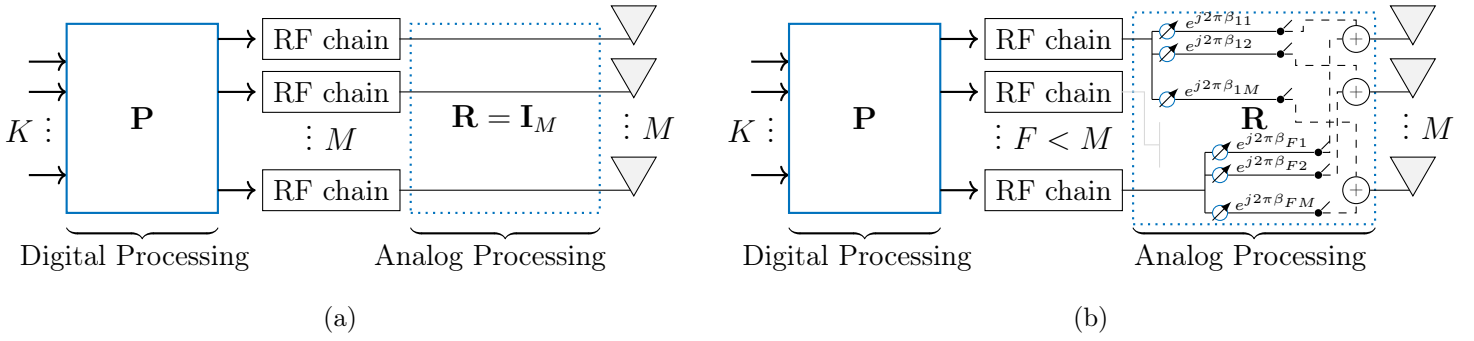 K ⋮
P
RF chain
RF chain
⋮ M
RF chain
R = I_M
⋮ M
Digital Processing
Analog Processing
(a)
K ⋮
P
RF chain
RF chain
⋮ F < M
RF chain
e^{j2πβ_{11}}
e^{j2πβ_{12}}
e^{j2πβ_{1M}}
R
e^{j2πβ_{F1}}
e^{j2πβ_{F2}}
e^{j2πβ_{FM}}
+
+
+
⋮ M
Digital Processing
Analog Processing
(b)